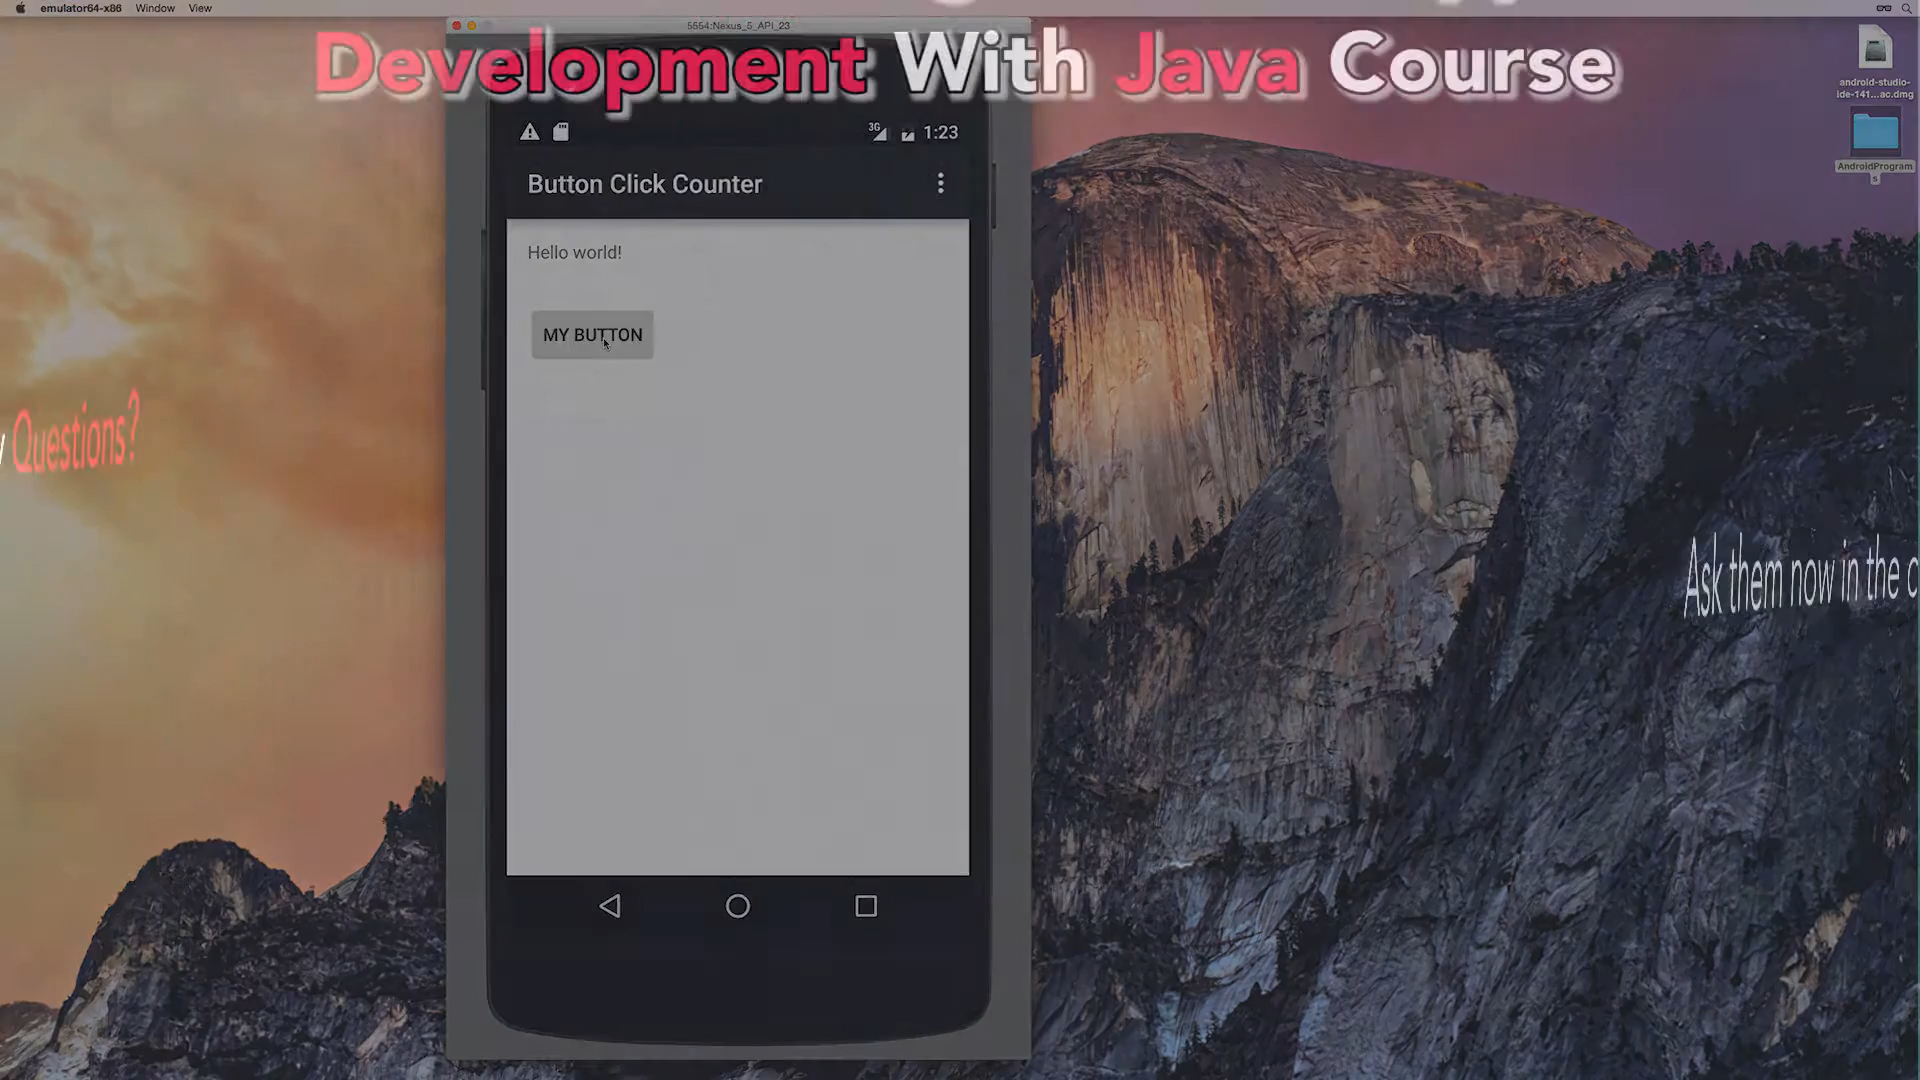 emulator64-x86 Window View
5554:Nexus_5_API_23
Development With Java Course
android-studio-
ide-141...ac.dmg
AndroidProgram
s
3G 1:23
Button Click Counter
Hello world!
MY BUTTON
Questions?
Ask them now in the